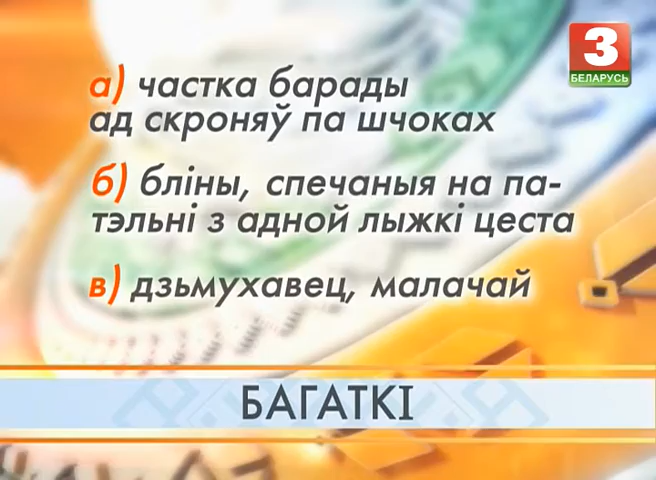 3
БЕЛАРУСЬ
а) частка барады
ад скроняў па шчоках
б) бліны, спечаныя на па-
тэльні з адной лыжкі цеста
в) дзьмухавец, малачай
БАГАТКІ